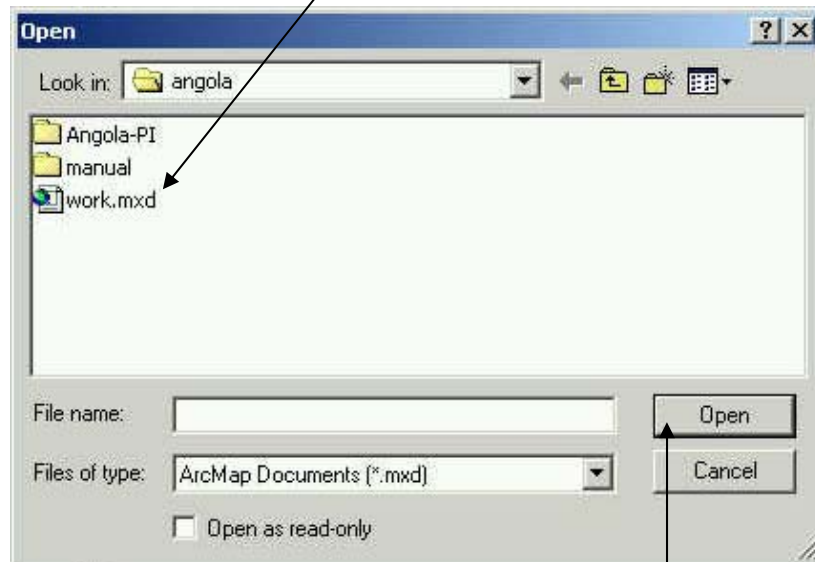 Open
Look in: angola
Angola-PI
manual
work.mxd
File name: Open
Files of type: ArcMap Documents (*.mxd) Cancel
Open as read-only